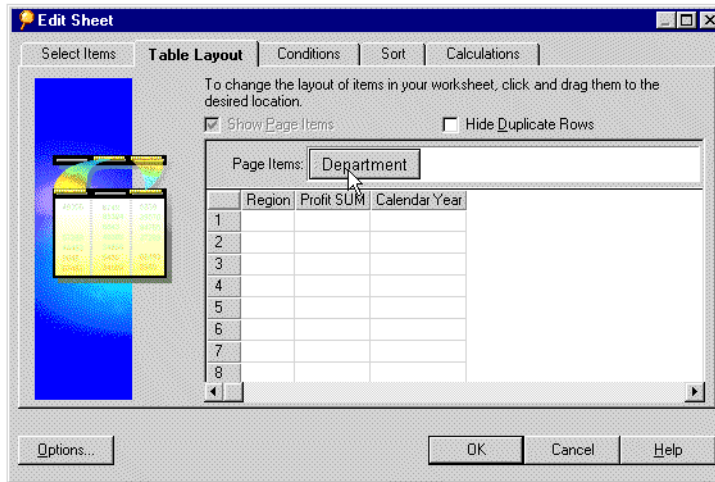 Edit Sheet
Select Items Table Layout Conditions Sort Calculations
To change the layout of items in your worksheet, click and drag them to the
desired location.
Show Page Items Hide Duplicate Rows
Page Items: Department
Region Profit SUM Calendar Year
1
2
3
4
5
6
7
8
Options... OK Cancel Help